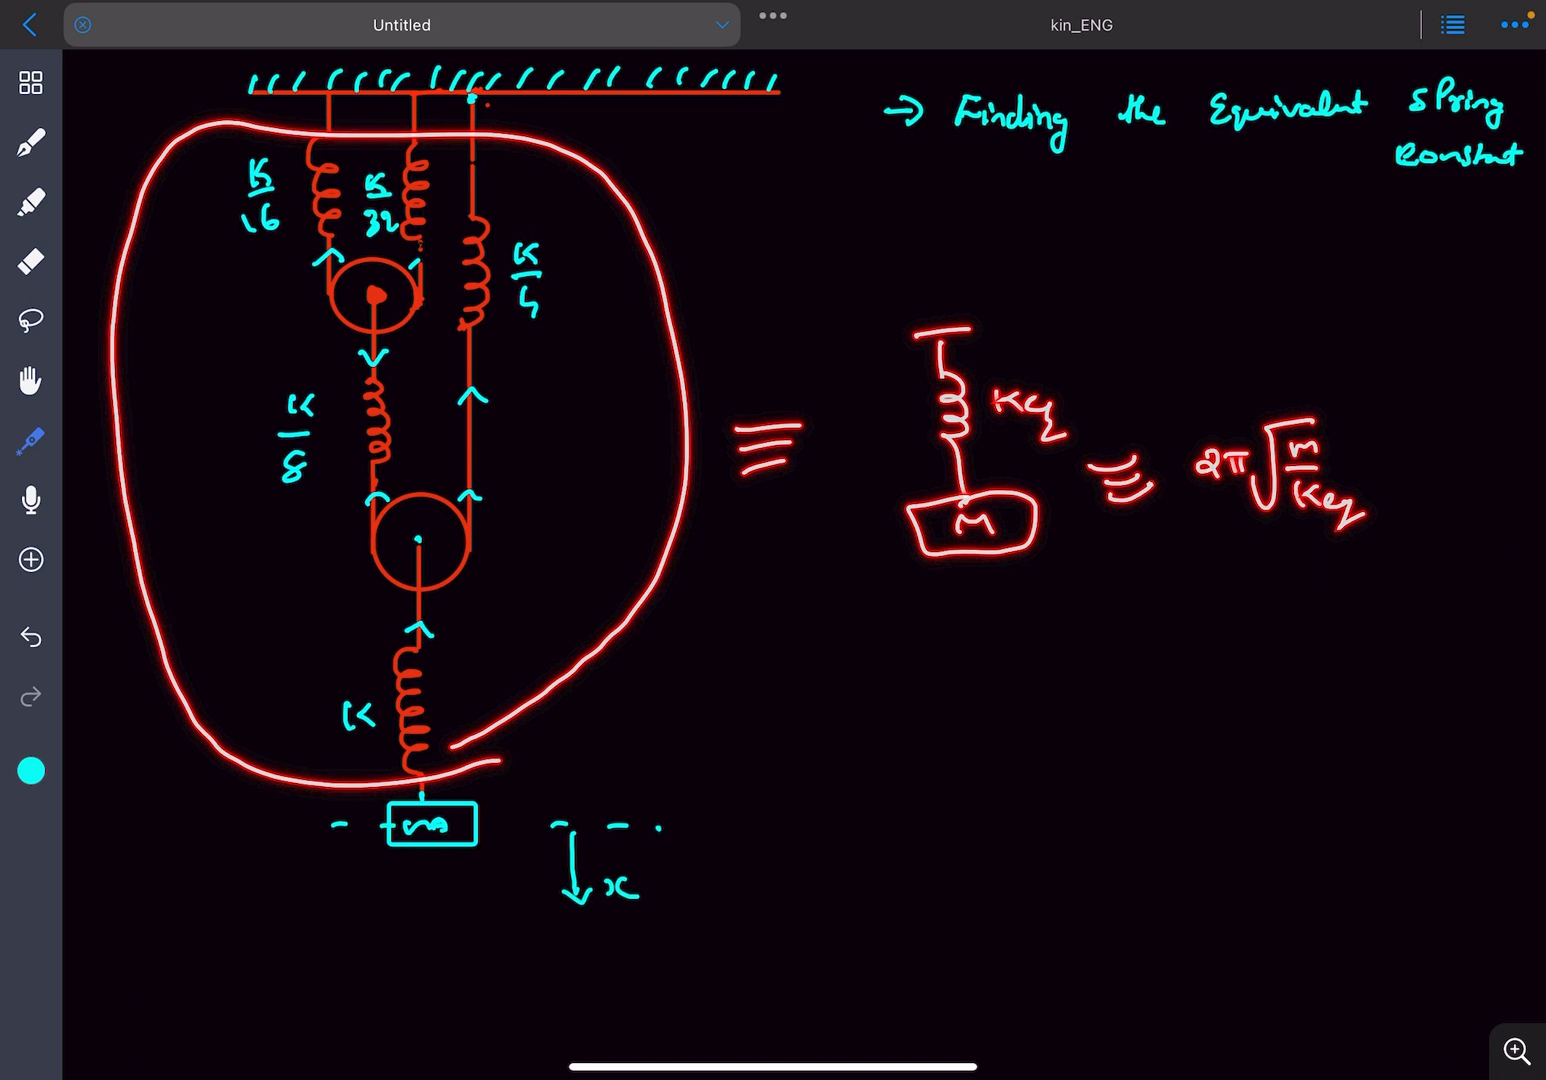 Untitled
kin_ENG
→ Finding the Equivalent Spring
Constant
K/16
K/32
K/4
K/8
K
m
x
≡
Keq
M
≡ 2π√(m/Keq)